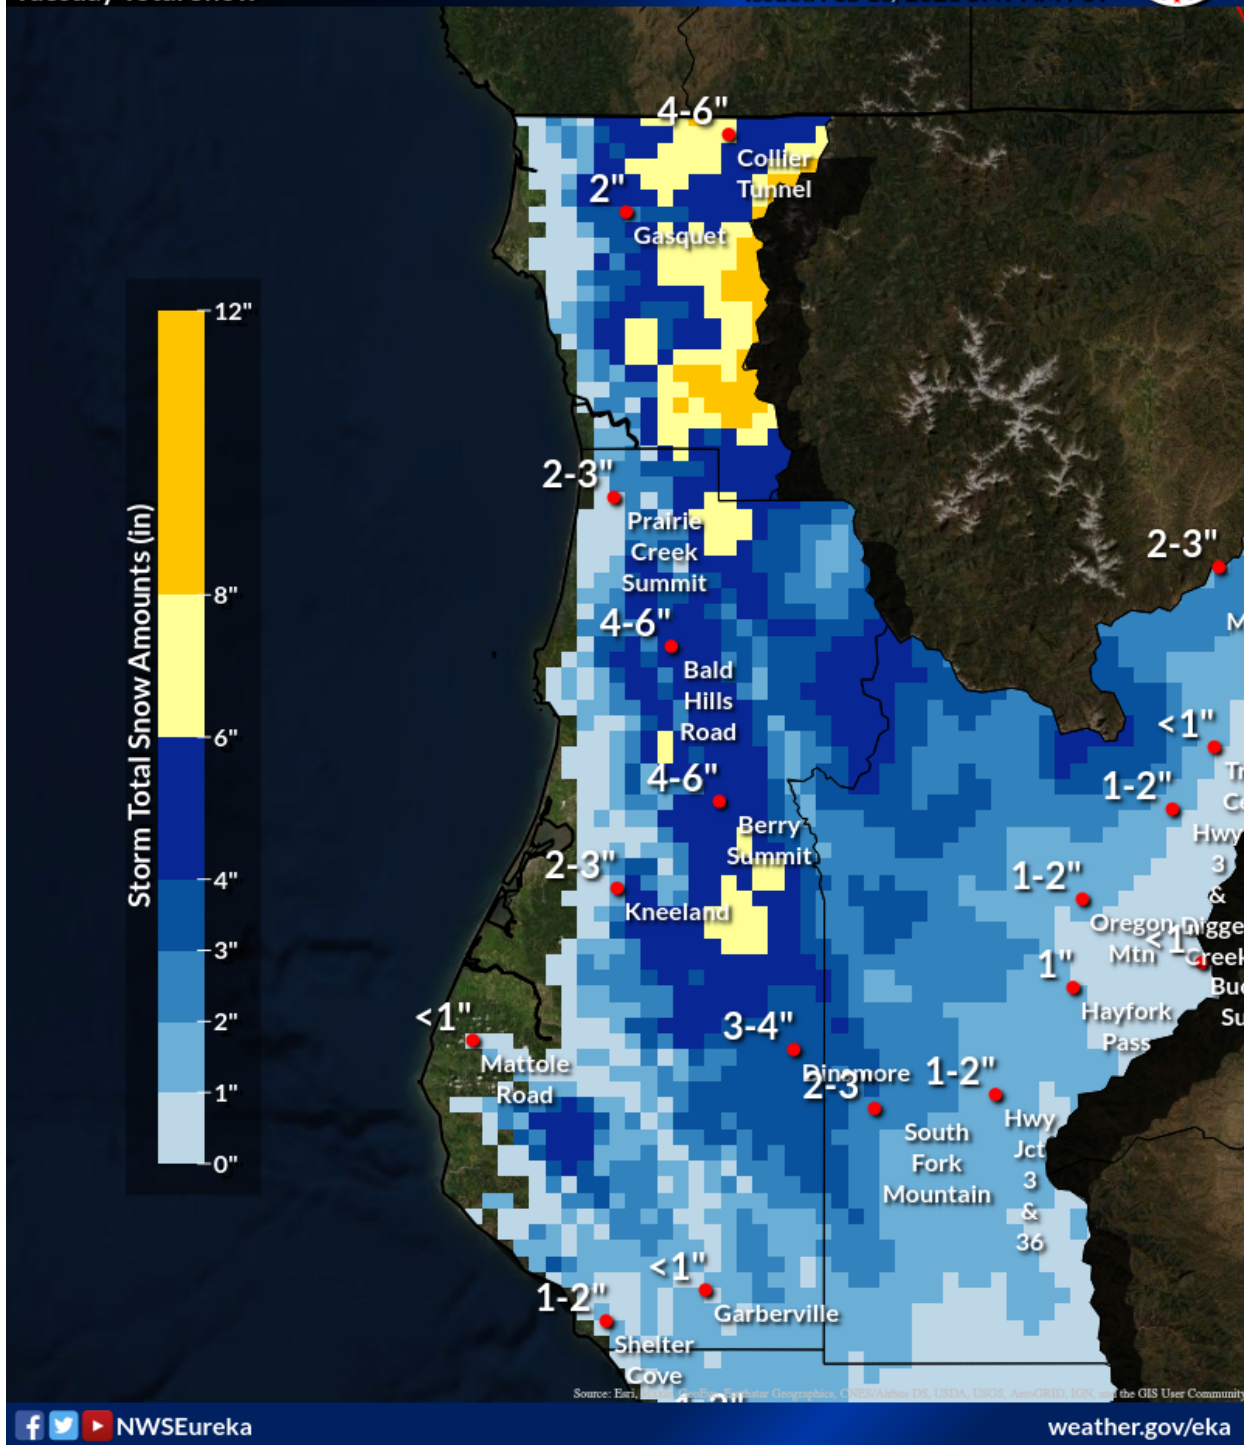 4-6"
Collier
Tunnel
2"
Gasquet
12"
2-3"
Prairie
Creek
Summit
2-3"
8"
4-6"
Bald
Hills
Road
<1"
6"
4-6"
Berry
Summit
1-2"
Hwy
3
&
Storm Total Snow Amounts (in)
4"
2-3"
Kneeland
1-2"
Oregon
Mtn
<1"
3"
1"
Hayfork
Pass
2"
<1"
Mattole
Road
3-4"
Dinsmore
2-3"
South
Fork
Mountain
1-2"
Hwy
Jct
3
&
36
1"
0"
<1"
Garberville
1-2"
Shelter
Cove
NWSEureka
weather.gov/eka